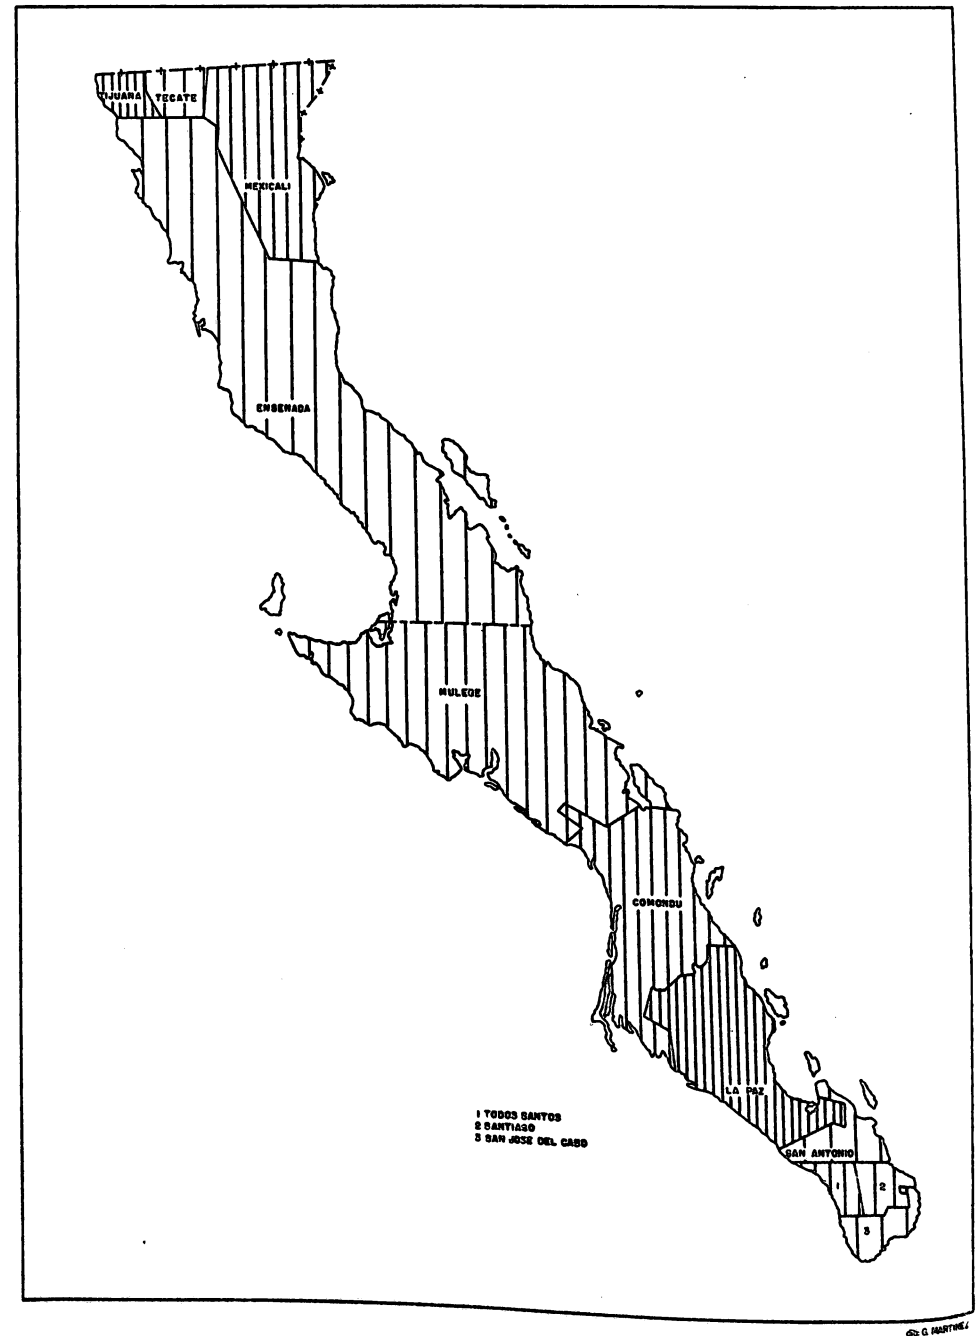 TIJUANA TECATE
MEXICALI
ENSENADA
MULEGE
COMONDU
LA PAZ
1 TODOS SANTOS
2 SANTIAGO
3 SAN JOSE DEL CABO
SAN ANTONIO
1 2
3
G. MARTINEZ